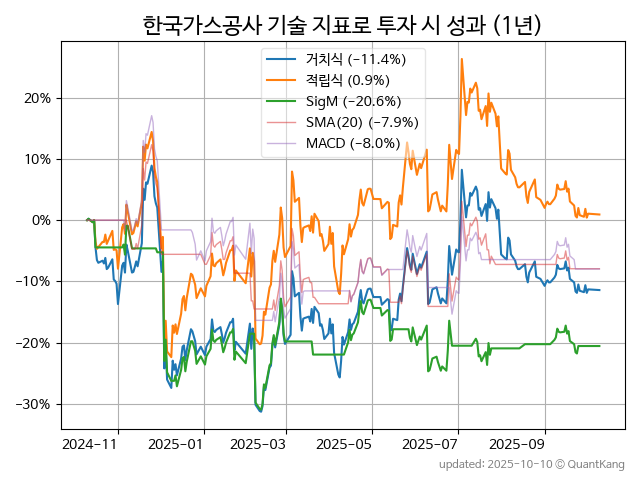 한국가스공사 기술 지표로 투자 시 성과 (1년)
거치식 (−11.4%)
적립식 (0.9%)
SigM (−20.6%)
SMA(20) (−7.9%)
MACD (−8.0%)
20%
10%
0%
−10%
−20%
−30%
2024−11
2025−01
2025−03
2025−05
2025−07
2025−09
updated: 2025-10-10 © QuantKang